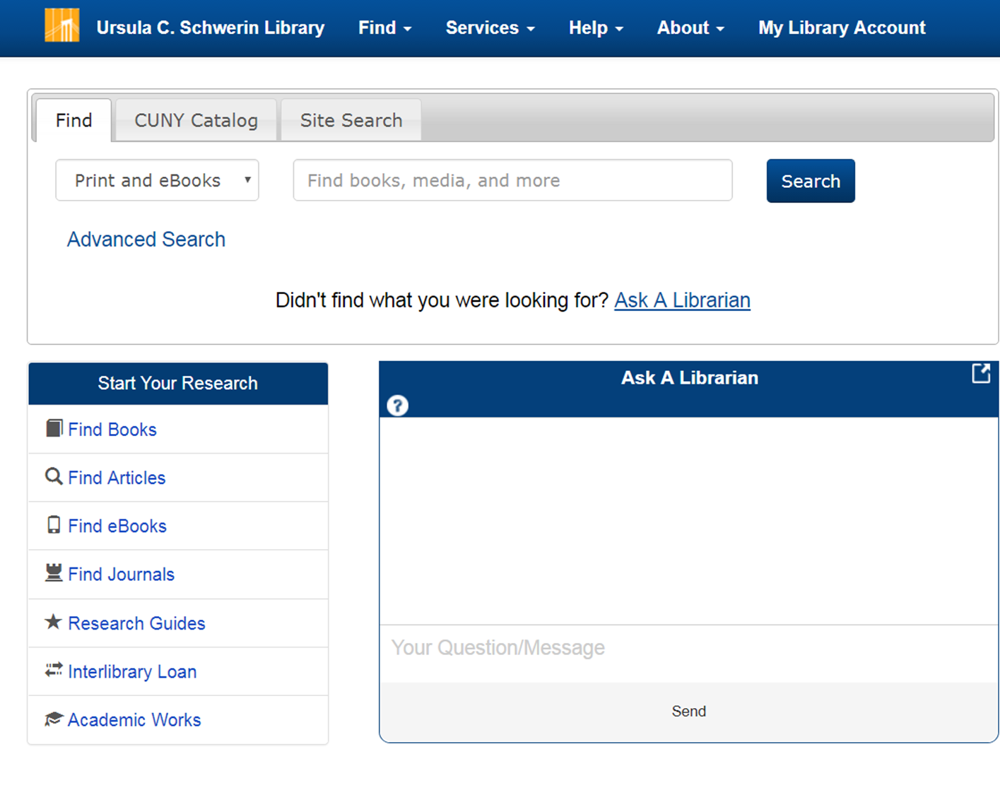 Ursula C. Schwerin Library Find Services Help About My Library Account
Find CUNY Catalog Site Search
Print and eBooks Find books, media, and more Search
Advanced Search
Didn't find what you were looking for? Ask A Librarian
Start Your Research
Find Books
Find Articles
Find eBooks
Find Journals
Research Guides
Interlibrary Loan
Academic Works
Ask A Librarian
?
Your Question/Message
Send